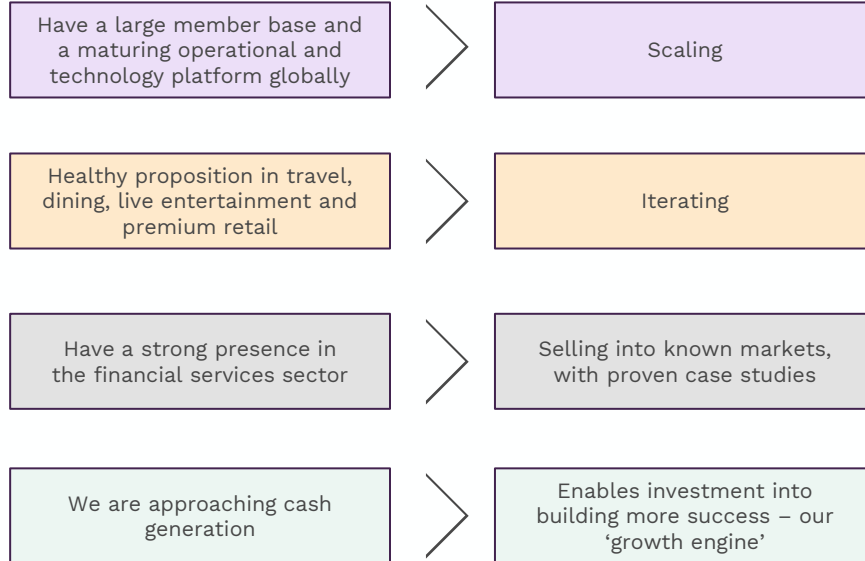 Have a large member base and
a maturing operational and
technology platform globally
Scaling
Healthy proposition in travel,
dining, live entertainment and
premium retail
Iterating
Have a strong presence in
the financial services sector
Selling into known markets,
with proven case studies
We are approaching cash
generation
Enables investment into
building more success – our
‘growth engine’